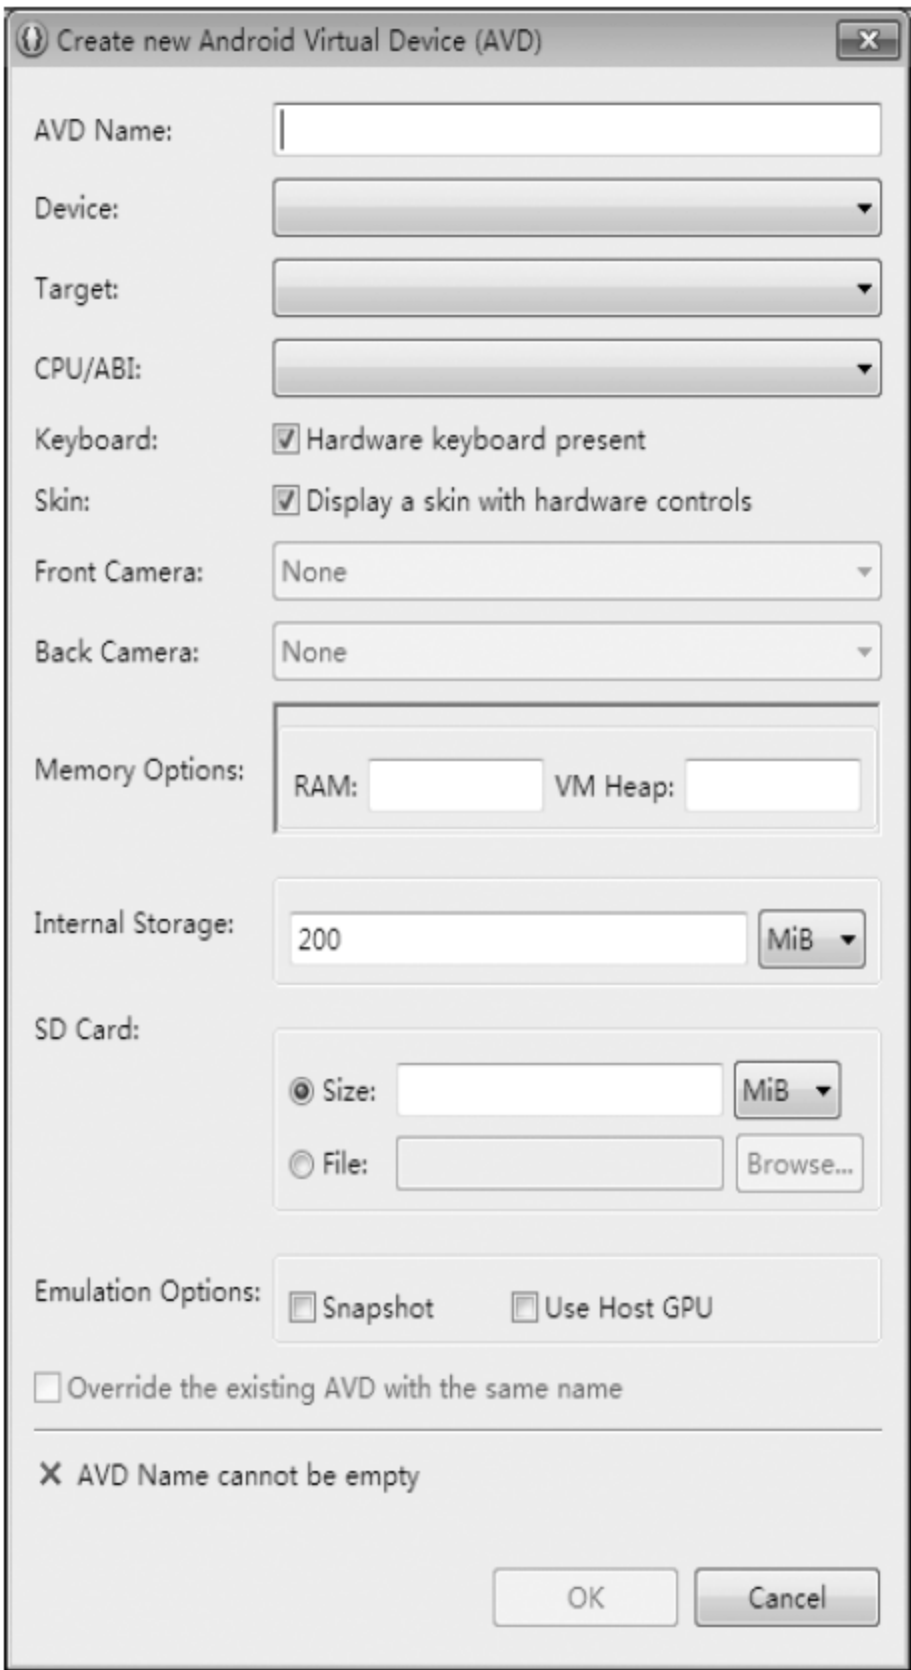 Create new Android Virtual Device (AVD)
AVD Name:
Device:
Target:
CPU/ABI:
Keyboard: Hardware keyboard present
Skin: Display a skin with hardware controls
Front Camera: None
Back Camera: None
Memory Options: RAM: VM Heap:
Internal Storage: 200 MiB
SD Card:
Size: MiB
File: Browse...
Emulation Options: Snapshot Use Host GPU
Override the existing AVD with the same name
AVD Name cannot be empty
OK Cancel